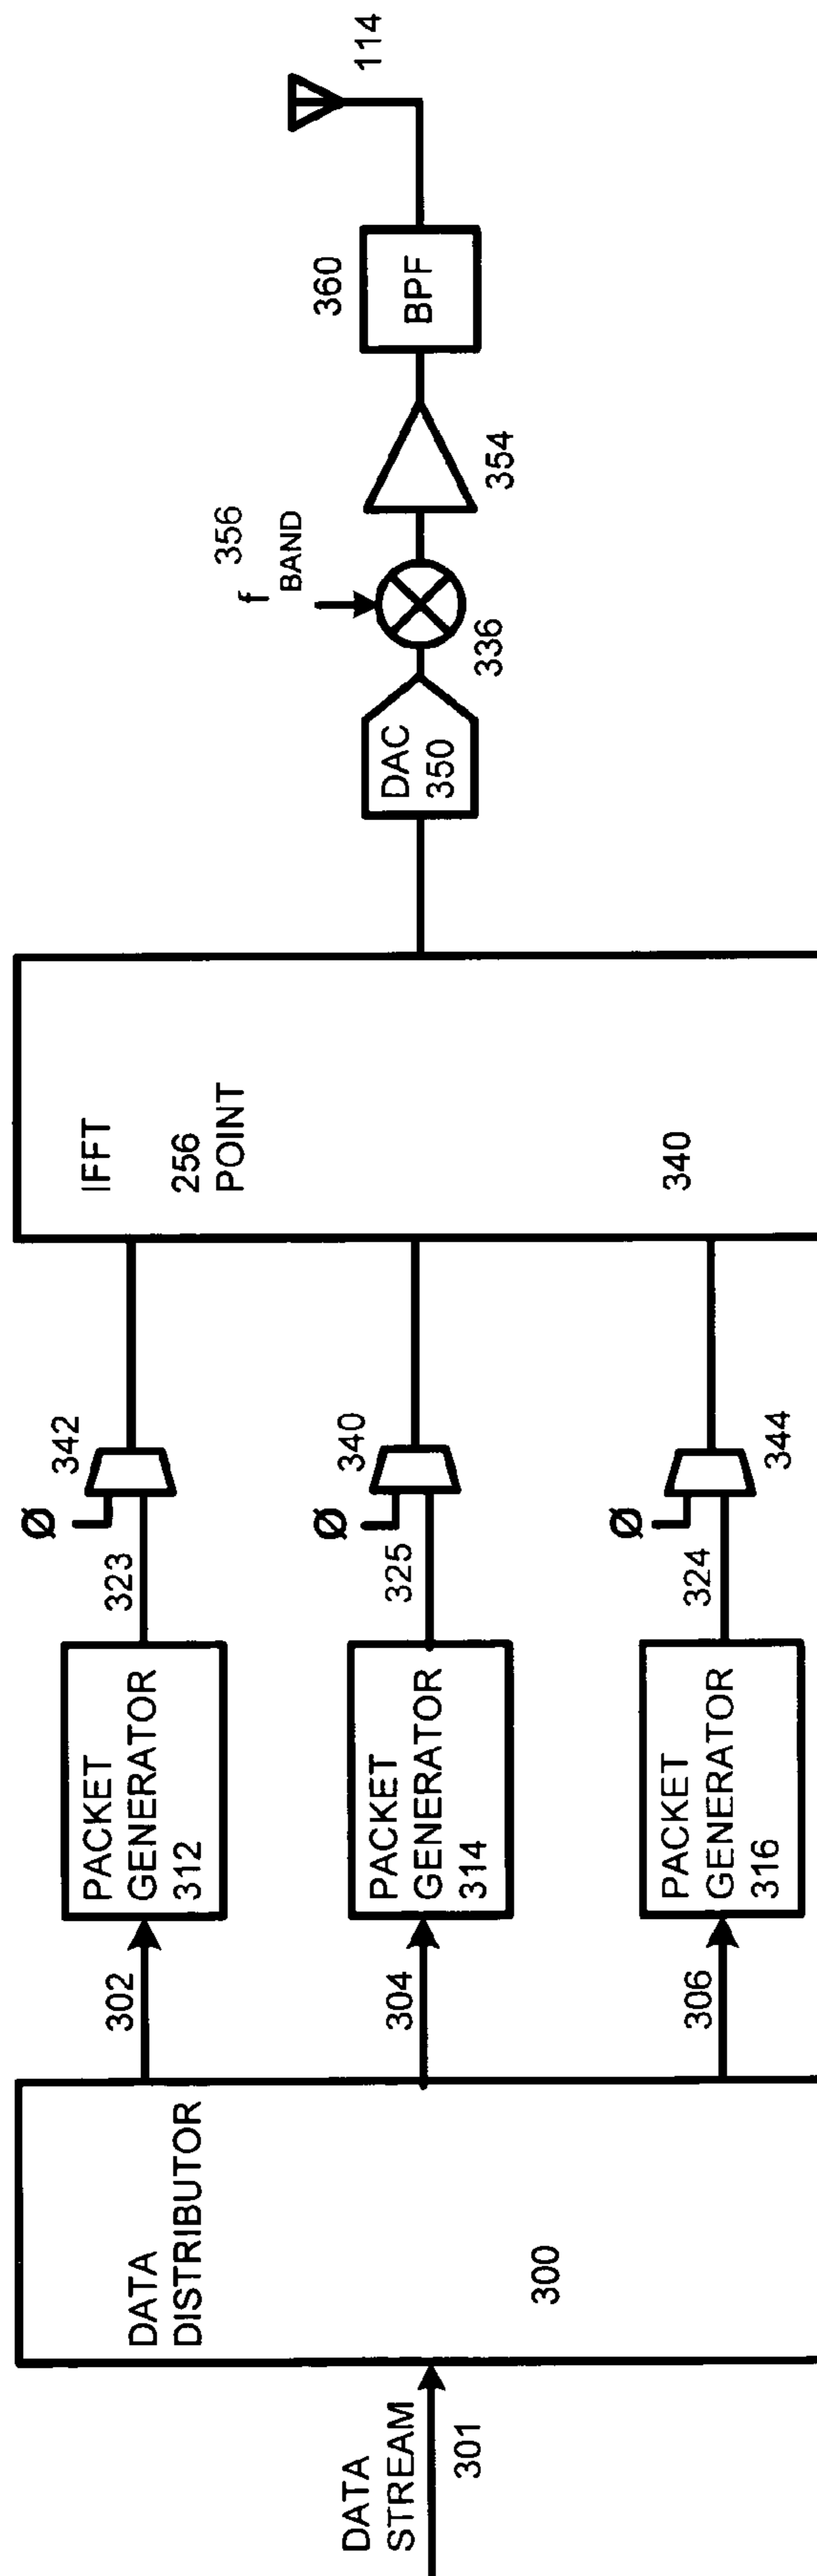 DATA
STREAM
301
DATA
DISTRIBUTOR
300
302
304
306
PACKET
GENERATOR
312
PACKET
GENERATOR
314
PACKET
GENERATOR
316
323
325
324
Ø
Ø
Ø
342
340
344
IFFT
256
POINT
340
DAC
350
336
f
BAND
356
354
BPF
360
114